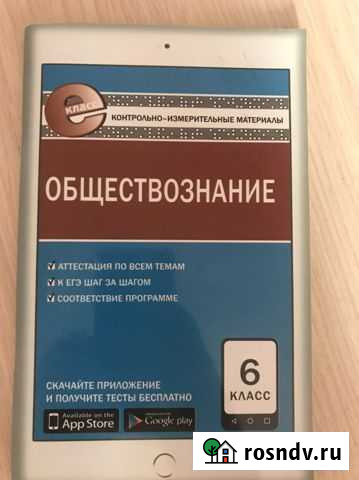 е класс
КОНТРОЛЬНО-ИЗМЕРИТЕЛЬНЫЕ МАТЕРИАЛЫ
ОБЩЕСТВОЗНАНИЕ
АТТЕСТАЦИЯ ПО ВСЕМ ТЕМАМ
К ЕГЭ ШАГ ЗА ШАГОМ
СООТВЕТСТВИЕ ПРОГРАММЕ
6
КЛАСС
СКАЧАЙТЕ ПРИЛОЖЕНИЕ
И ПОЛУЧИТЕ ТЕСТЫ БЕСПЛАТНО
Available on the
App Store
Google play
rosndv.ru